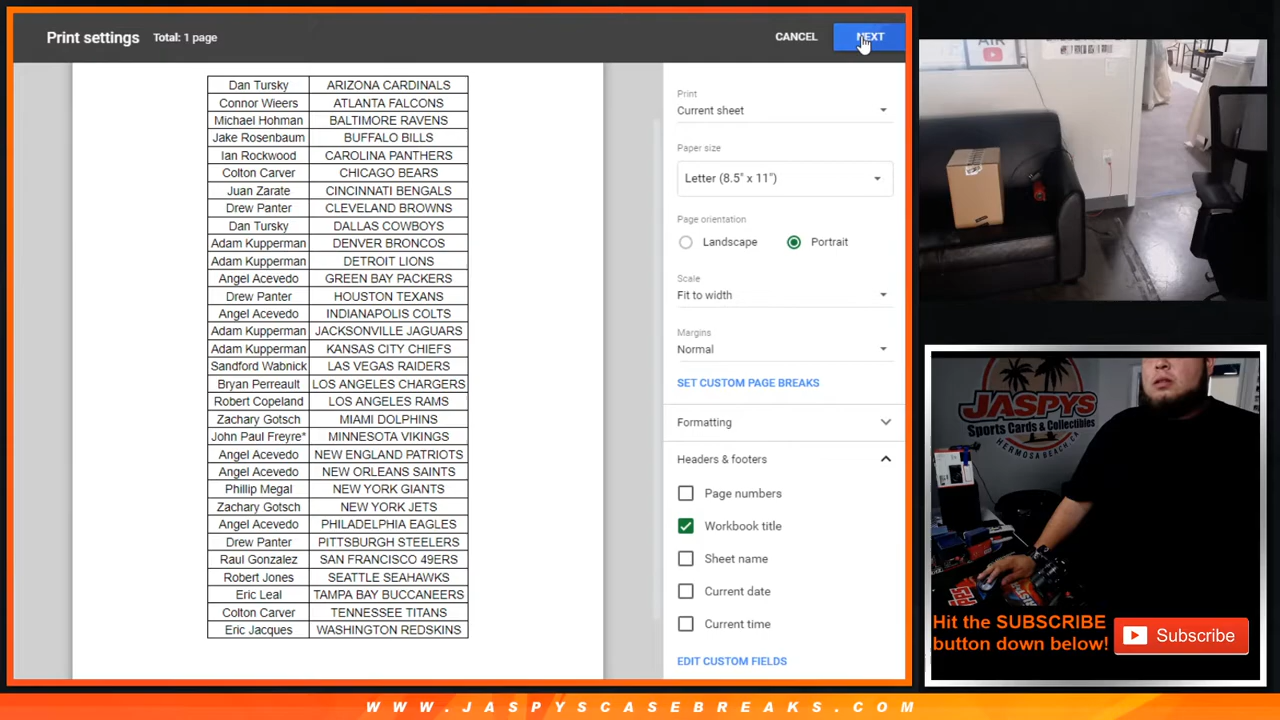 Print settings Total: 1 page CANCEL NEXT
Dan Tursky ARIZONA CARDINALS
Connor Wieers ATLANTA FALCONS
Michael Hohman BALTIMORE RAVENS
Jake Rosenbaum BUFFALO BILLS
Ian Rockwood CAROLINA PANTHERS
Colton Carver CHICAGO BEARS
Juan Zarate CINCINNATI BENGALS
Drew Panter CLEVELAND BROWNS
Dan Tursky DALLAS COWBOYS
Adam Kupperman DENVER BRONCOS
Adam Kupperman DETROIT LIONS
Angel Acevedo GREEN BAY PACKERS
Drew Panter HOUSTON TEXANS
Angel Acevedo INDIANAPOLIS COLTS
Adam Kupperman JACKSONVILLE JAGUARS
Adam Kupperman KANSAS CITY CHIEFS
Sandford Wabnick LAS VEGAS RAIDERS
Bryan Perreault LOS ANGELES CHARGERS
Robert Copeland LOS ANGELES RAMS
Zachary Gotsch MIAMI DOLPHINS
John Paul Freyre* MINNESOTA VIKINGS
Angel Acevedo NEW ENGLAND PATRIOTS
Angel Acevedo NEW ORLEANS SAINTS
Phillip Megal NEW YORK GIANTS
Zachary Gotsch NEW YORK JETS
Angel Acevedo PHILADELPHIA EAGLES
Drew Panter PITTSBURGH STEELERS
Raul Gonzalez SAN FRANCISCO 49ERS
Robert Jones SEATTLE SEAHAWKS
Eric Leal TAMPA BAY BUCCANEERS
Colton Carver TENNESSEE TITANS
Eric Jacques WASHINGTON REDSKINS
Print
Current sheet
Paper size
Letter (8.5" x 11")
Page orientation
Landscape Portrait
Scale
Fit to width
Margins
Normal
SET CUSTOM PAGE BREAKS
Formatting
Headers & footers
Page numbers
Workbook title
Sheet name
Current date
Current time
EDIT CUSTOM FIELDS
AIR
JASPYS
Sports Cards & Collectibles
HERMOSA BEACH, CA
Hit the SUBSCRIBE
button down below!
Subscribe
WWW.JASPYSCASEBREAKS.COM